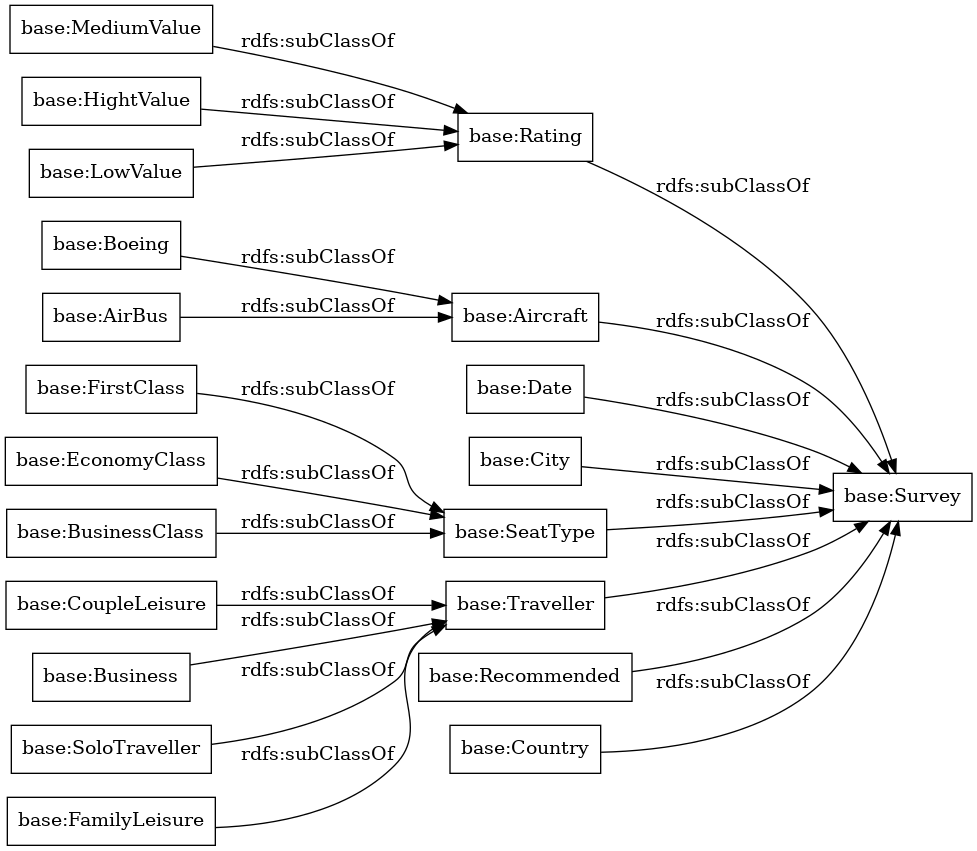 base:MediumValue
rdfs:subClassOf
base:HightValue
rdfs:subClassOf
base:Rating
rdfs:subClassOf
base:LowValue
rdfs:subClassOf
base:Boeing
rdfs:subClassOf
base:AirBus
rdfs:subClassOf
base:Aircraft
rdfs:subClassOf
base:FirstClass
rdfs:subClassOf
base:Date
rdfs:subClassOf
base:EconomyClass
rdfs:subClassOf
base:City
rdfs:subClassOf
base:Survey
base:BusinessClass
rdfs:subClassOf
base:SeatType
rdfs:subClassOf
rdfs:subClassOf
base:CoupleLeisure
rdfs:subClassOf
base:Traveller
rdfs:subClassOf
rdfs:subClassOf
base:Business
rdfs:subClassOf
base:Recommended
rdfs:subClassOf
base:SoloTraveller
rdfs:subClassOf
base:Country
base:FamilyLeisure